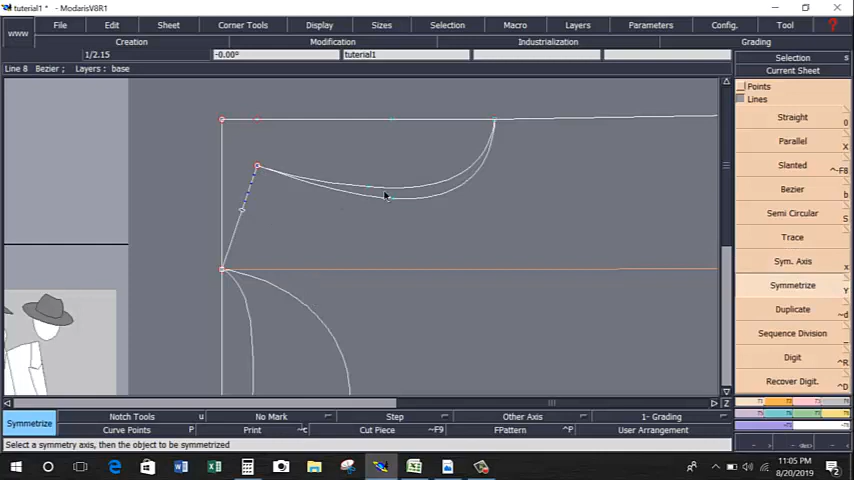 tuterial1 * - ModarisV8R1
www
File Edit Sheet Corner Tools Display Sizes Selection Macro Layers Parameters Config. Tool ?
Creation Modification Industrialization Grading
1/2.15 -0.00° tuterial1
Line 8 Bezier ; Layers : base
Selection s
Current Sheet
Points
Lines
Straight 0
Parallel X
Slanted ~F8
Bezier /
Semi Circular /
Trace /
Sym. Axis x
Symmetrize Y
Duplicate ~d
Sequence Division _
Digit ^R
Recover Digit. ^D
Symmetrize
Notch Tools u No Mark Step Other Axis 1- Grading
Curve Points P Print ~c Cut Piece ~F9 FPattern ^P User Arrangement
Select a symmetry axis, then the object to be symmetrized
11:05 PM
8/20/2019